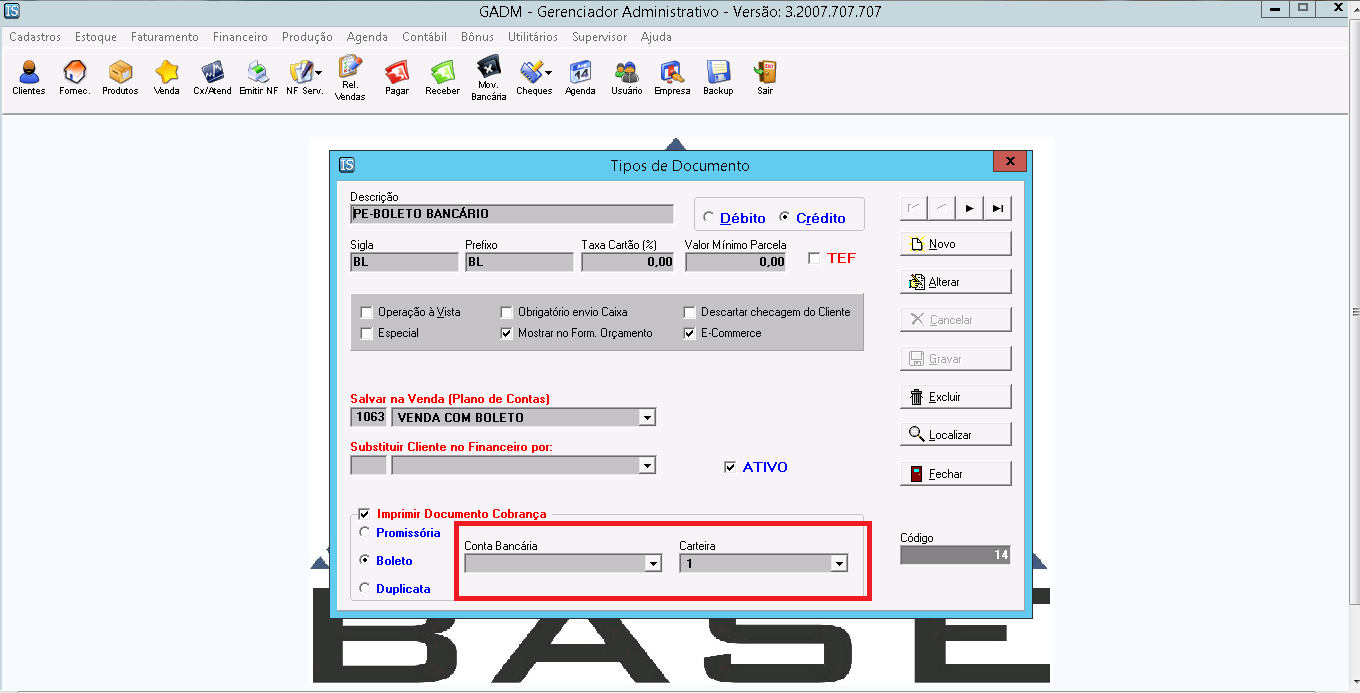 IS
GADM - Gerenciador Administrativo - Versão: 3.2007.707.707
Cadastros Estoque Faturamento Financeiro Produção Agenda Contábil Bônus Utilitários Supervisor Ajuda
Clientes Fornec. Produtos Venda Cx/Atend Emitir NF NF Serv. Rel. Vendas Pagar Receber Mov. Bancária Cheques Agenda Usuário Empresa Backup Sair
IS Tipos de Documento X
Descrição
PE-BOLETO BANCÁRIO
Débito Crédito
Sigla Prefixo Taxa Cartão (%) Valor Mínimo Parcela
BL BL 0,00 0,00 TEF
Operação à Vista Obrigatório envio Caixa Descartar checagem do Cliente
Especial Mostrar no Form. Orçamento E-Commerce
Salvar na Venda (Plano de Contas)
1063 VENDA COM BOLETO
Substituir Cliente no Financeiro por:
ATIVO
Imprimir Documento Cobrança
Promissória
Boleto
Duplicata
Conta Bancária Carteira
1
Novo
Alterar
Cancelar
Gravar
Excluir
Localizar
Fechar
Código
14
BASE